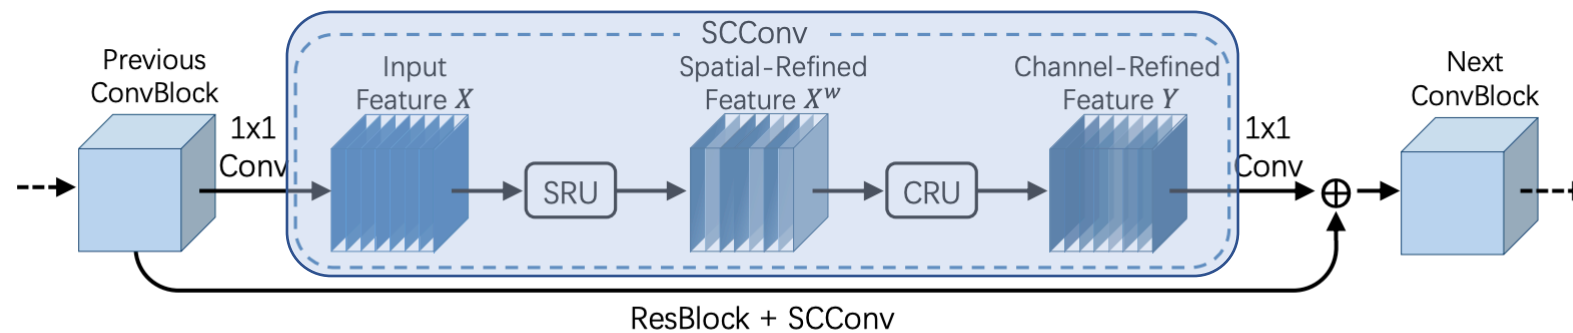 SCConv
Previous
ConvBlock
Input
Feature X
Spatial-Refined
Feature Xʷ
Channel-Refined
Feature Y
Next
ConvBlock
1x1
Conv
SRU
CRU
1x1
Conv
ResBlock + SCConv